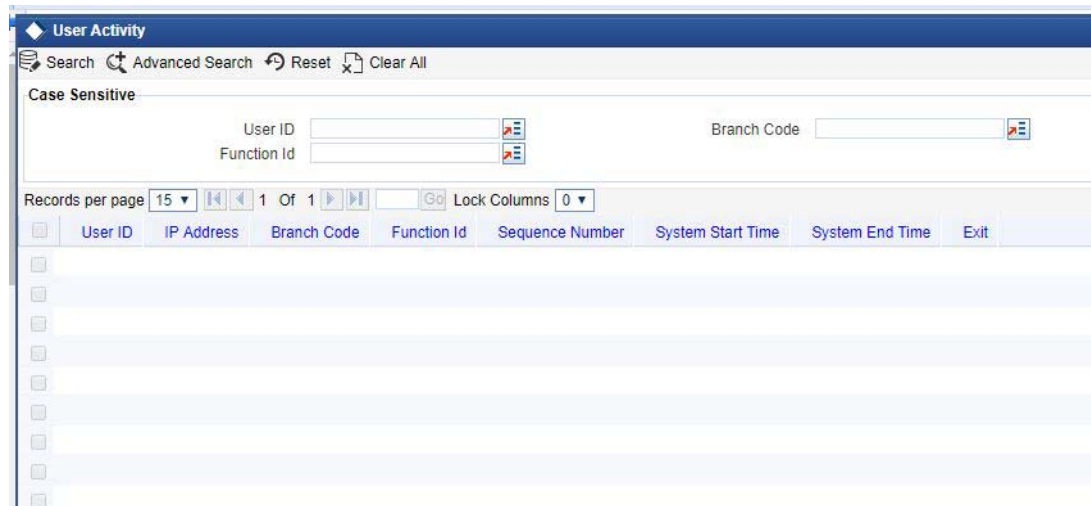 User Activity
Search Advanced Search Reset Clear All
Case Sensitive
User ID Branch Code
Function Id
Records per page 15 1 Of 1 Go Lock Columns 0
User ID IP Address Branch Code Function Id Sequence Number System Start Time System End Time Exit